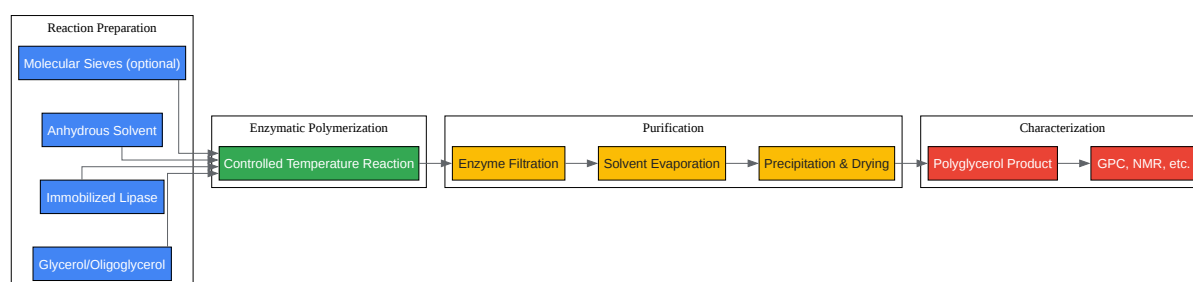 Reaction Preparation
Molecular Sieves (optional)
Anhydrous Solvent
Immobilized Lipase
Glycerol/Oligoglycerol
Enzymatic Polymerization
Controlled Temperature Reaction
Purification
Enzyme Filtration
Solvent Evaporation
Precipitation & Drying
Characterization
Polyglycerol Product
GPC, NMR, etc.